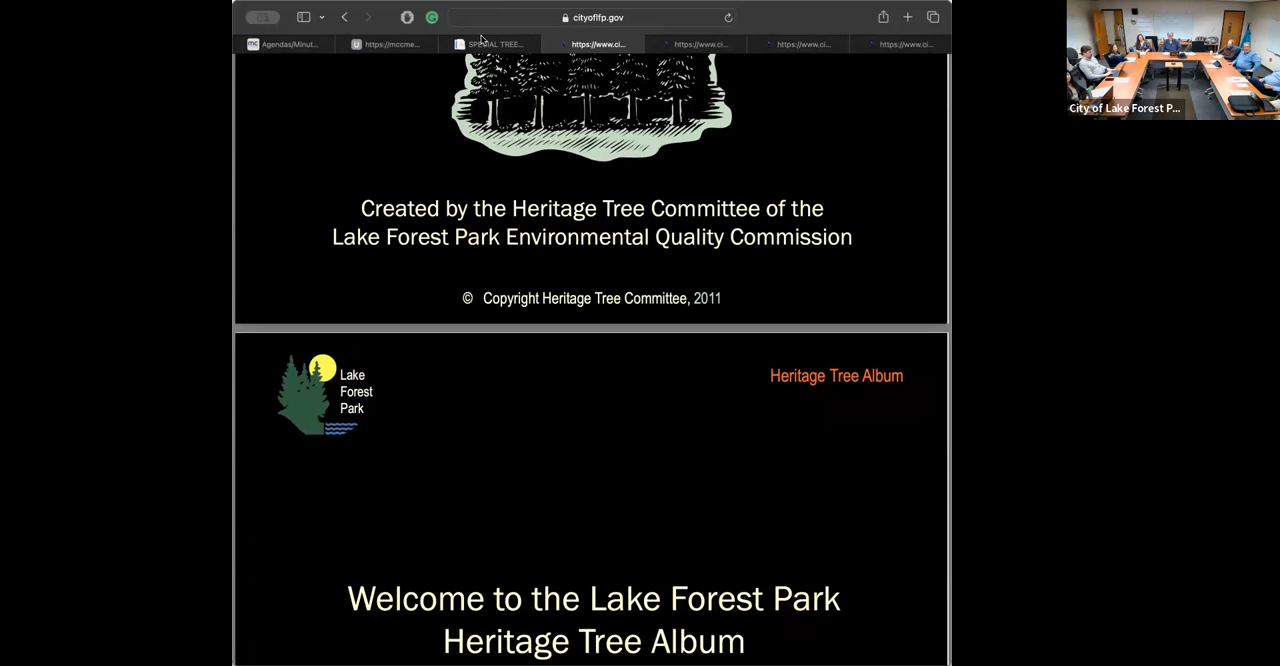 cityoflfp.gov
Agendas/Minut...
https://mccme...
SPECIAL TREE...
https://www.ci...
https://www.ci...
https://www.ci...
https://www.ci...
City of Lake Forest P...
Created by the Heritage Tree Committee of the
Lake Forest Park Environmental Quality Commission
© Copyright Heritage Tree Committee, 2011
Lake
Forest
Park
Heritage Tree Album
Welcome to the Lake Forest Park
Heritage Tree Album